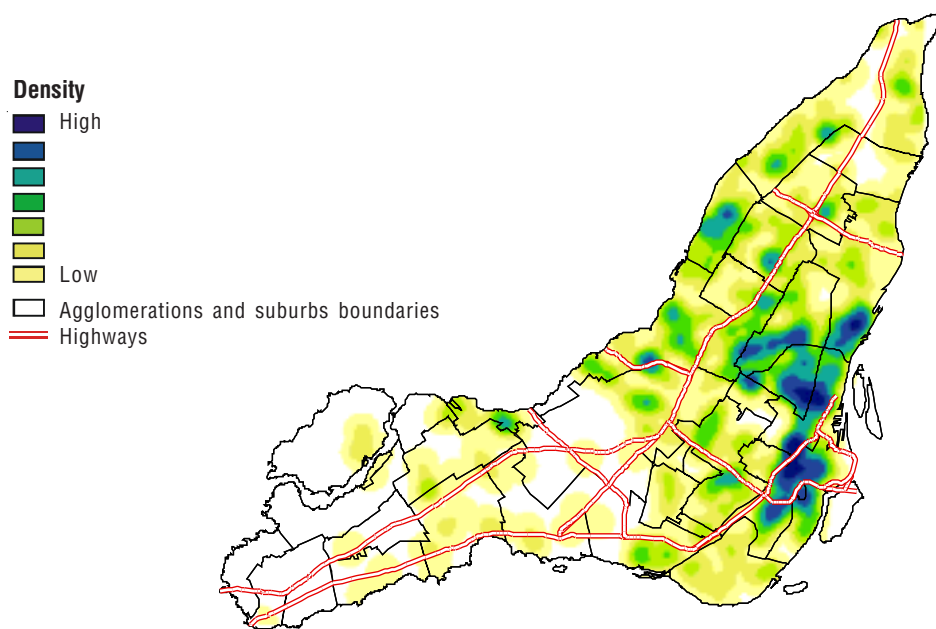 Density
High
Low
Agglomerations and suburbs boundaries
Highways